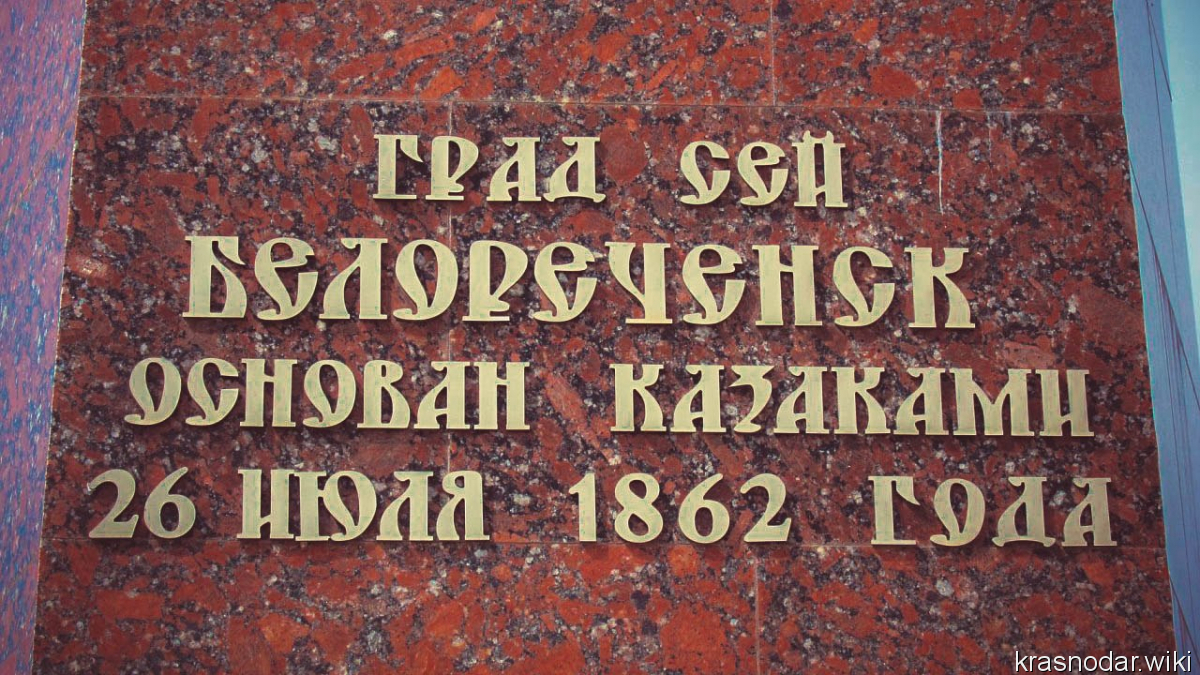 ГРАД СЕЙ
БЕЛОРЕЧЕНСК
ОСНОВАН КАЗАКАМИ
26 ИЮЛЯ 1862 ГОДА
krasnodar.wiki